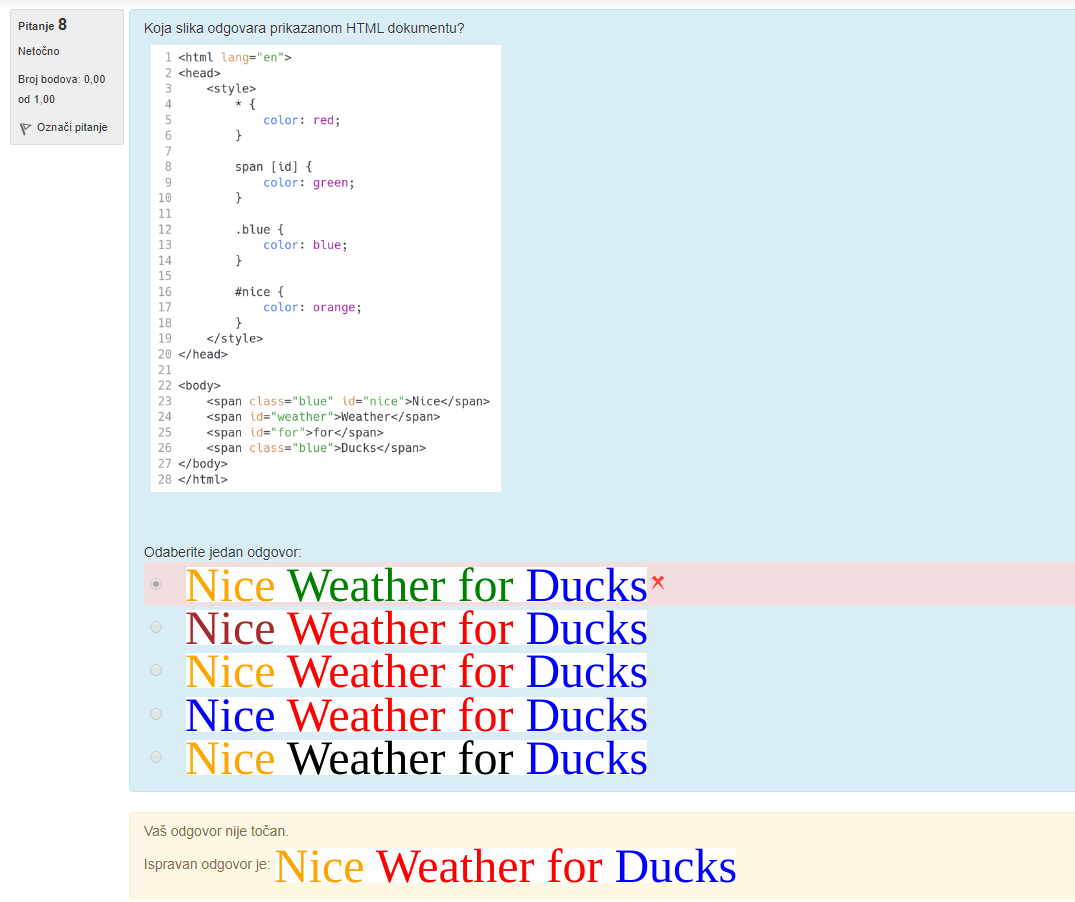 Pitanje 8
Netočno
Broj bodova: 0,00
od 1,00
Označi pitanje
Koja slika odgovara prikazanom HTML dokumentu?
1 <html lang="en">
2 <head>
3     <style>
4         * {
5             color: red;
6         }
7
8         span [id] {
9             color: green;
10         }
11
12         .blue {
13             color: blue;
14         }
15
16         #nice {
17             color: orange;
18         }
19     </style>
20 </head>
21
22 <body>
23     <span class="blue" id="nice">Nice</span>
24     <span id="weather">Weather</span>
25     <span id="for">for</span>
26     <span class="blue">Ducks</span>
27 </body>
28 </html>
Odaberite jedan odgovor:
Nice Weather for Ducks
Nice Weather for Ducks
Nice Weather for Ducks
Nice Weather for Ducks
Nice Weather for Ducks
Vaš odgovor nije točan.
Ispravan odgovor je: Nice Weather for Ducks